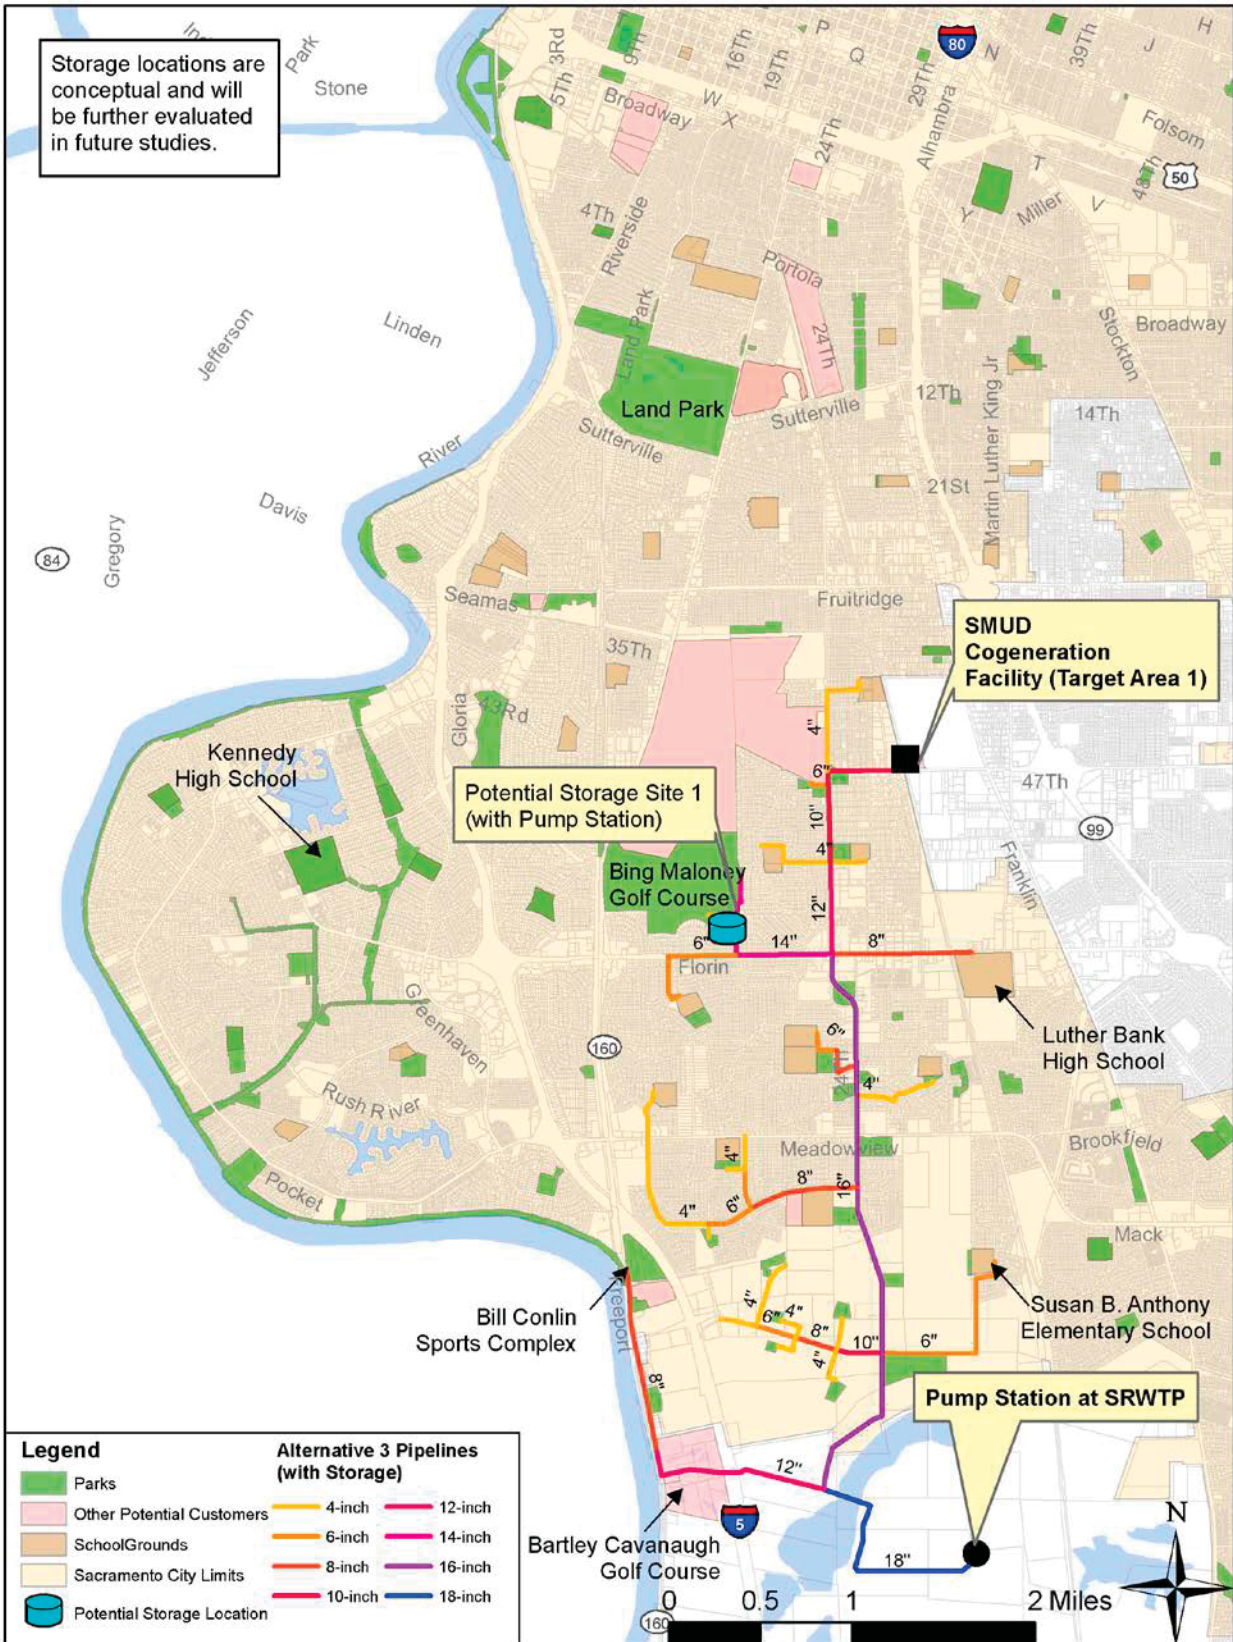 Storage locations are
conceptual and will
be further evaluated
in future studies.
Park
Stone
3Rd
5Th
9Th
16Th
19Th
P
Q
80
N
39Th
J
H
29Th
Broadway
W
X
24Th
Alhambra
Folsom
T
48Th
50
Y
Miller
V
4Th
Riverside
Portola
Jefferson
Linden
Land Park
24Th
Stockton
Broadway
Land Park
Sutterville
Sutterville
12Th
Martin Luther King Jr
14Th
River
21St
Davis
Gregory
84
Seamas
Fruitridge
35Th
SMUD
Cogeneration
Facility (Target Area 1)
43Rd
Gloria
4"
Kennedy
High School
6"
47Th
Potential Storage Site 1
(with Pump Station)
10"
99
4"
Franklin
Bing Maloney
Golf Course
12"
6"
14"
8"
Florin
Greenhaven
160
6"
Luther Bank
High School
4"
Rush River
Meadowview
Brookfield
4"
8"
16"
Pocket
4"
6"
Mack
Freeport
4"
4"
6"
8"
10"
6"
4"
Bill Conlin
Sports Complex
Susan B. Anthony
Elementary School
8"
Pump Station at SRWTP
12"
5
Bartley Cavanaugh
Golf Course
18"
N
Legend
Parks
Other Potential Customers
SchoolGrounds
Sacramento City Limits
Potential Storage Location
Alternative 3 Pipelines
(with Storage)
4-inch
12-inch
6-inch
14-inch
8-inch
16-inch
10-inch
18-inch
160
0 0.5 1 2 Miles